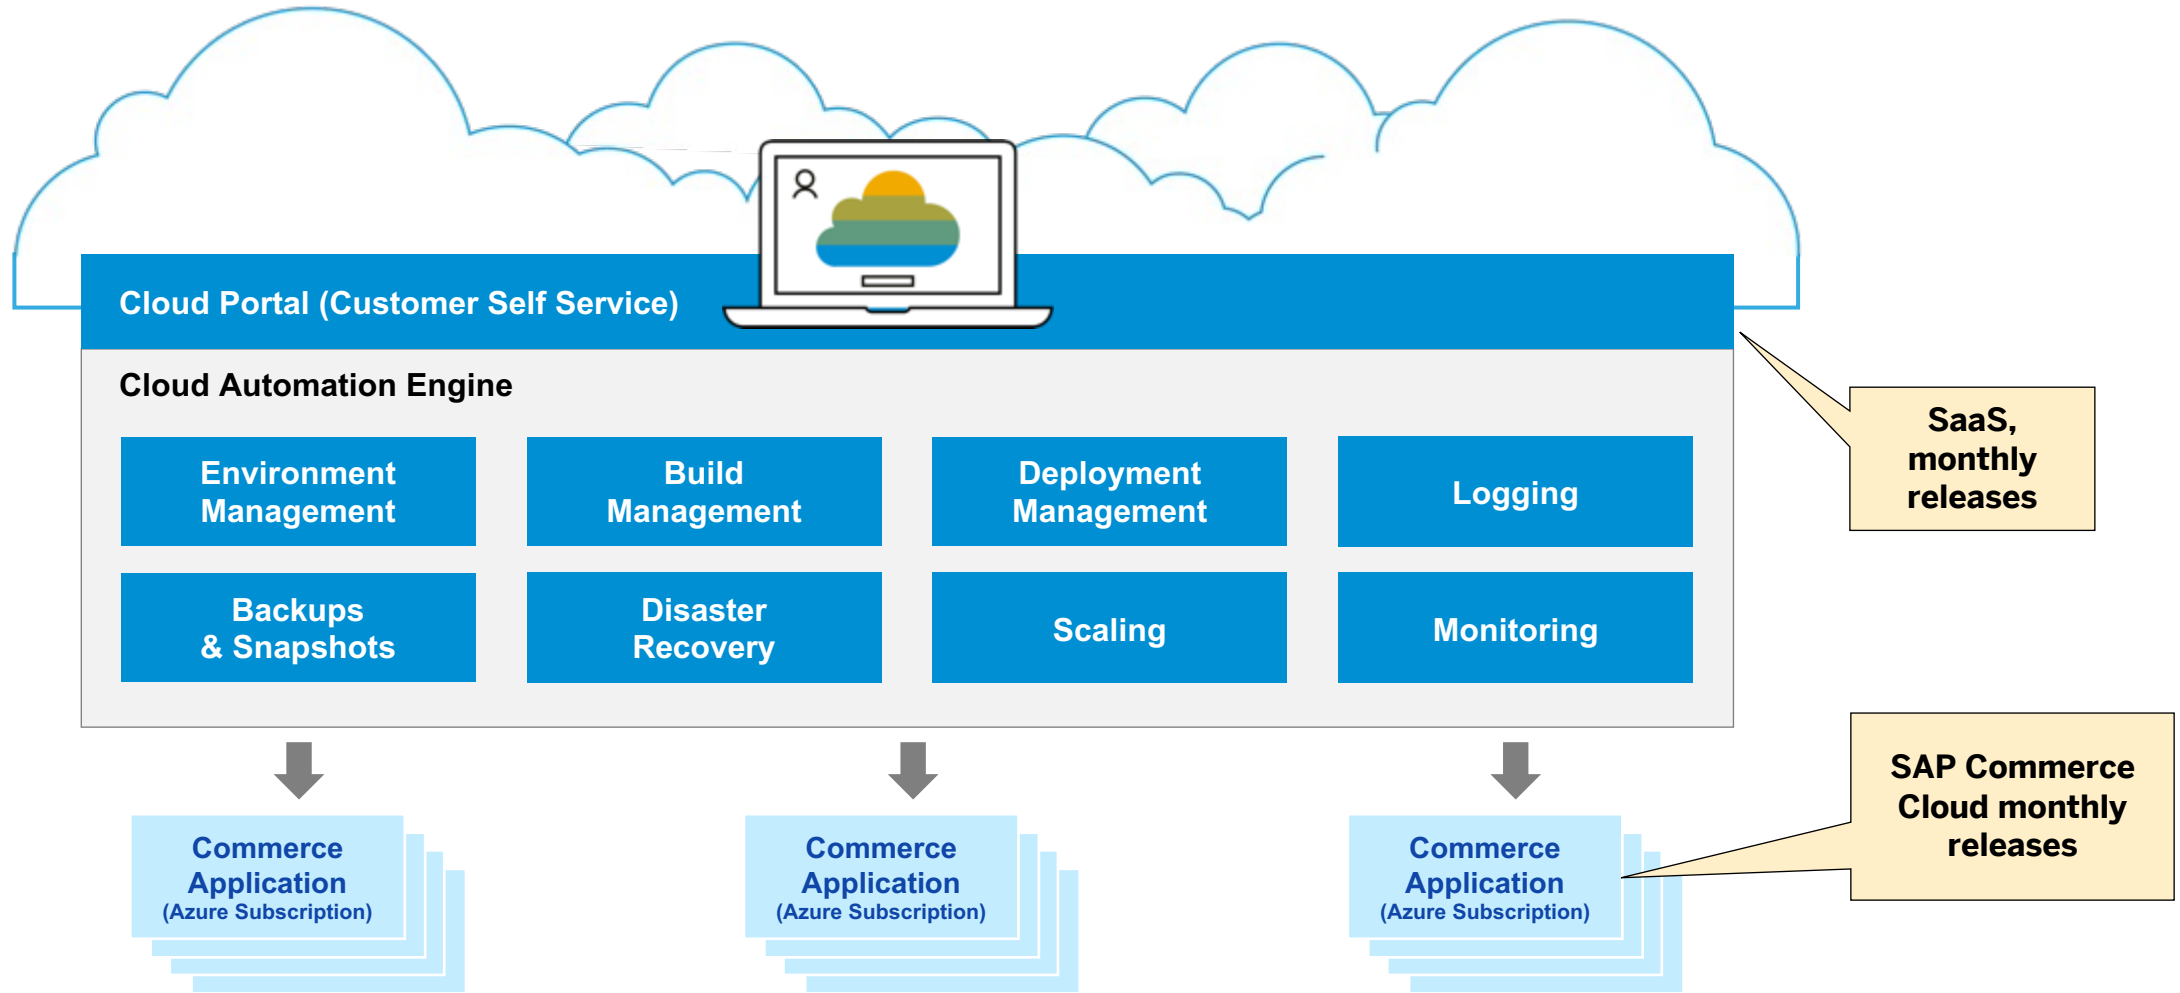 Cloud Portal (Customer Self Service)
Cloud Automation Engine
Environment
Management
Build
Management
Deployment
Management
Logging
Backups
& Snapshots
Disaster
Recovery
Scaling
Monitoring
SaaS,
monthly
releases
Commerce
Application
(Azure Subscription)
Commerce
Application
(Azure Subscription)
Commerce
Application
(Azure Subscription)
SAP Commerce
Cloud monthly
releases